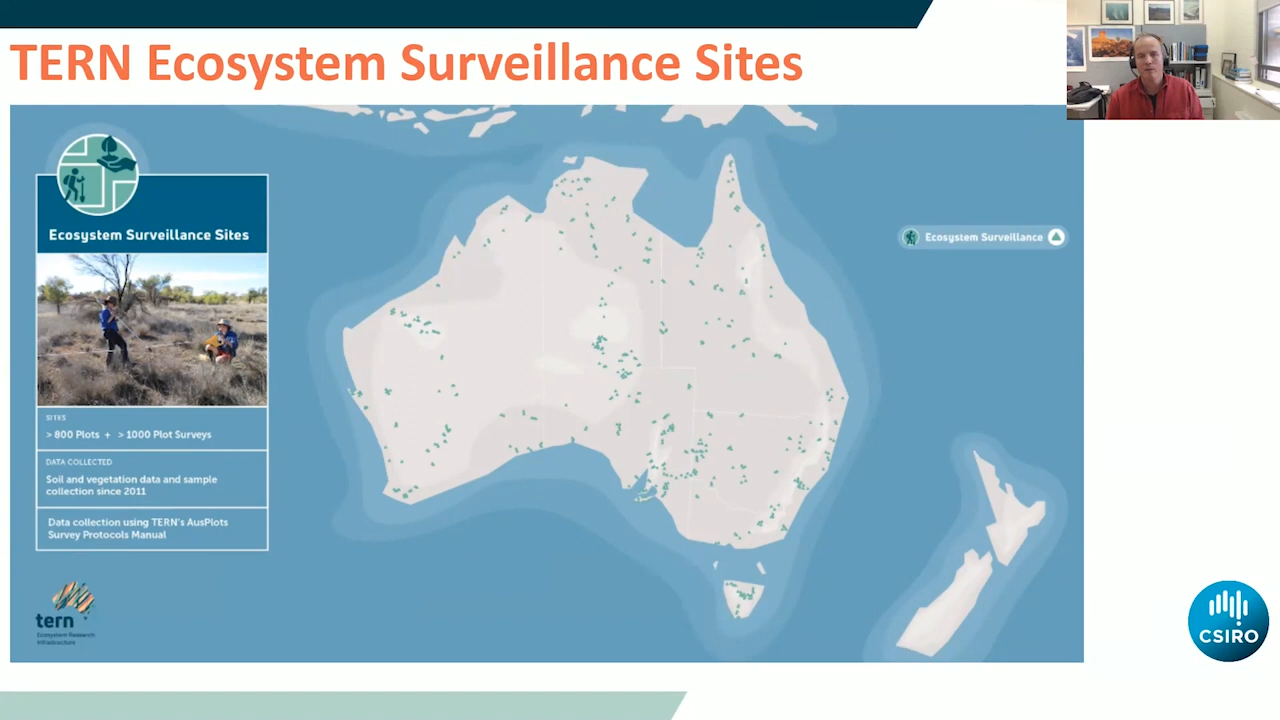 TERN Ecosystem Surveillance Sites
Ecosystem Surveillance Sites
SITES
> 800 Plots + > 1000 Plot Surveys
DATA COLLECTED
Soil and vegetation data and sample
collection since 2011
Data collection using TERN's AusPlots
Survey Protocols Manual
Ecosystem Surveillance
tern
Ecosystem Research
Infrastructure
CSIRO